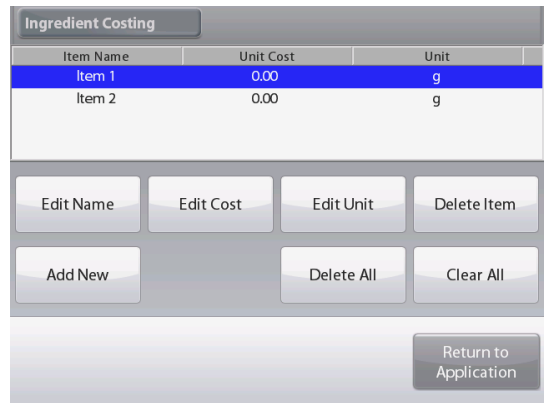 Ingredient Costing
Item Name Unit Cost Unit
Item 1 0.00 g
Item 2 0.00 g
Edit Name Edit Cost Edit Unit Delete Item
Add New Delete All Clear All
Return to
Application